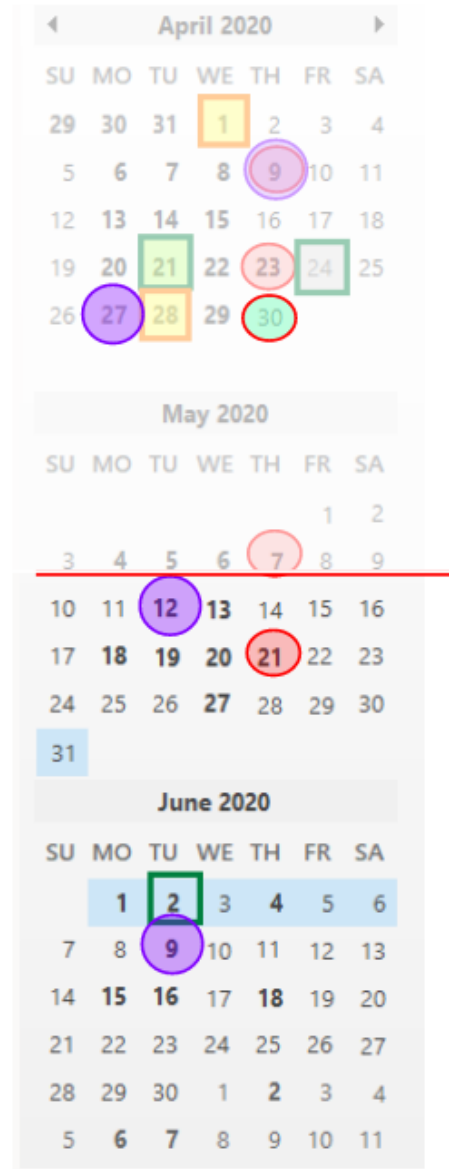 April 2020
SU MO TU WE TH FR SA
29 30 31 1 2 3 4
5 6 7 8 9 10 11
12 13 14 15 16 17 18
19 20 21 22 23 24 25
26 27 28 29 30
May 2020
SU MO TU WE TH FR SA
1 2
3 4 5 6 7 8 9
10 11 12 13 14 15 16
17 18 19 20 21 22 23
24 25 26 27 28 29 30
31
June 2020
SU MO TU WE TH FR SA
1 2 3 4 5 6
7 8 9 10 11 12 13
14 15 16 17 18 19 20
21 22 23 24 25 26 27
28 29 30 1 2 3 4
5 6 7 8 9 10 11